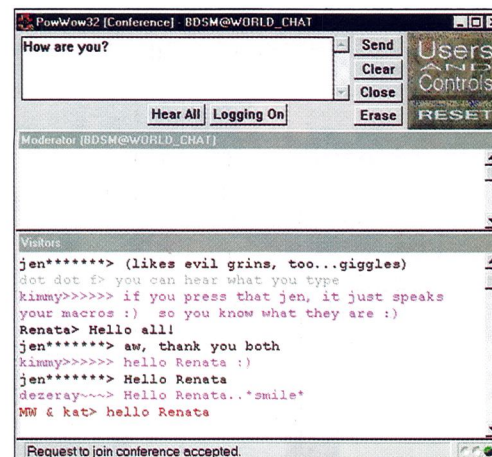 PowWow32 [Conference] - BDSM@WORLD_CHAT
How are you?
Send
Clear
Close
Erase
Users
AND
Controls
RESET
Hear All
Logging On
Moderator (BDSM@WORLD_CHAT)
Visitors
jen*******> (likes evil grins, too...giggles)
dot dot f> you can hear what you type
kimmy>>>>>> if you press that jen, it just speaks
your macros :)  so you know what they are :)
Renata> Hello all!
jen*******> aw, thank you both
kimmy>>>>>> hello Renata :)
jen*******> Hello Renata
dezeray~~~> Hello Renata..*smile*
MW & kat> hello Renata
Request to join conference accepted.